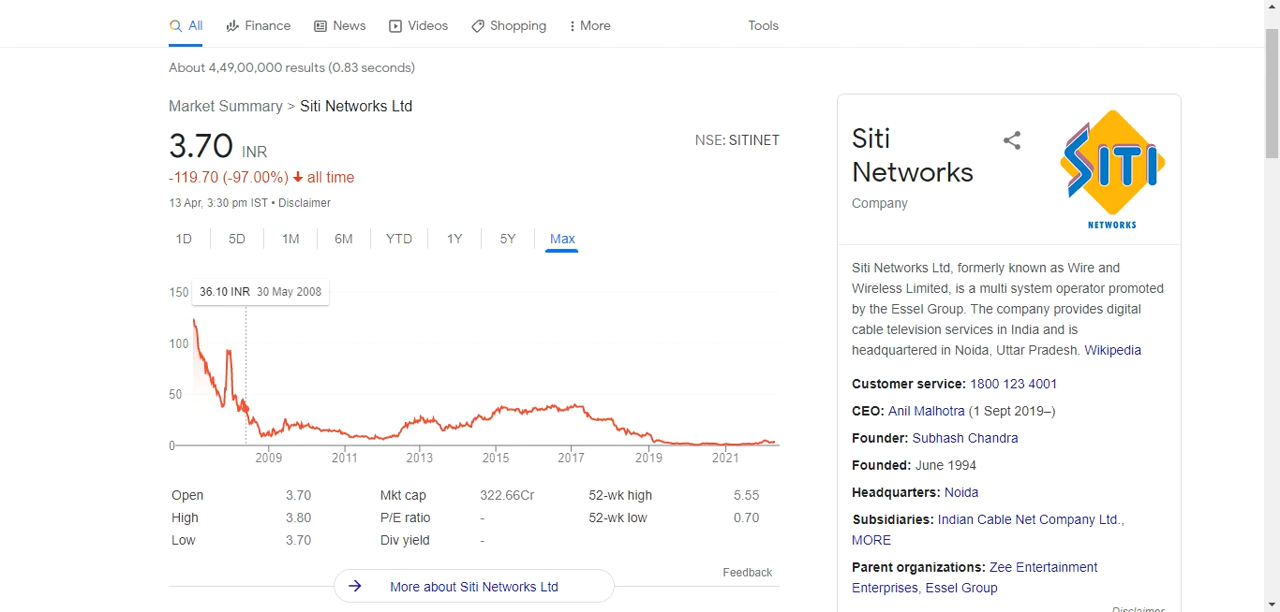 All Finance News Videos Shopping More Tools
About 4,49,00,000 results (0.83 seconds)
Market Summary > Siti Networks Ltd
3.70 INR
NSE: SITINET
-119.70 (-97.00%) all time
13 Apr, 3:30 pm IST • Disclaimer
1D 5D 1M 6M YTD 1Y 5Y Max
36.10 INR 30 May 2008
150
100
50
0
2009 2011 2013 2015 2017 2019 2021
Open 3.70 Mkt cap 322.66Cr 52-wk high 5.55
High 3.80 P/E ratio - 52-wk low 0.70
Low 3.70 Div yield -
Feedback
More about Siti Networks Ltd
Siti
Networks
Company
SITI
NETWORKS
Siti Networks Ltd, formerly known as Wire and
Wireless Limited, is a multi system operator promoted
by the Essel Group. The company provides digital
cable television services in India and is
headquartered in Noida, Uttar Pradesh. Wikipedia
Customer service: 1800 123 4001
CEO: Anil Malhotra (1 Sept 2019–)
Founder: Subhash Chandra
Founded: June 1994
Headquarters: Noida
Subsidiaries: Indian Cable Net Company Ltd.,
MORE
Parent organizations: Zee Entertainment
Enterprises, Essel Group
Disclaimer